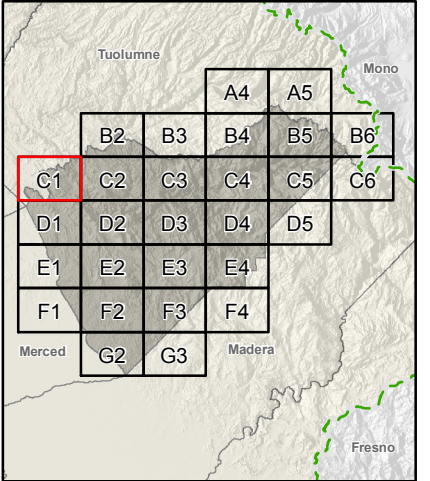 Tuolumne
Mono
A4 A5
B2 B3 B4 B5 B6
C1 C2 C3 C4 C5 C6
D1 D2 D3 D4 D5
E1 E2 E3 E4
F1 F2 F3 F4
Merced G2 G3 Madera
Fresno